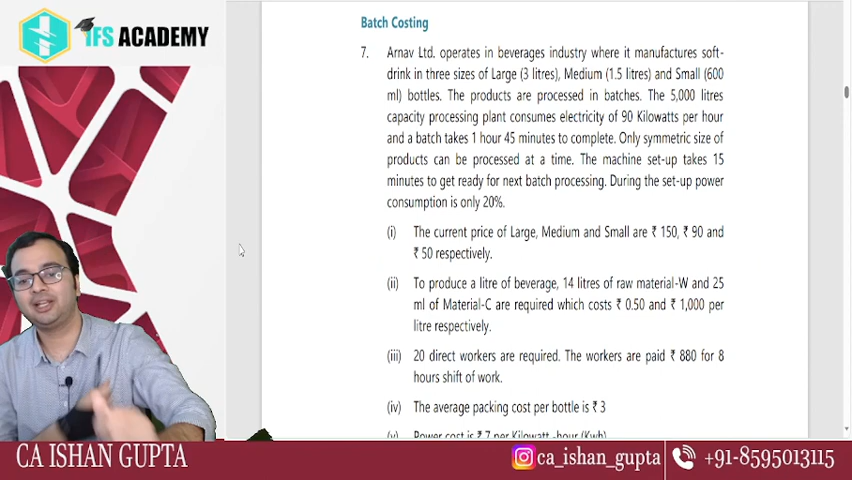 IFS ACADEMY
Batch Costing
7. Arnav Ltd. operates in beverages industry where it manufactures soft-
drink in three sizes of Large (3 litres), Medium (1.5 litres) and Small (600
ml) bottles. The products are processed in batches. The 5,000 litres
capacity processing plant consumes electricity of 90 Kilowatts per hour
and a batch takes 1 hour 45 minutes to complete. Only symmetric size of
products can be processed at a time. The machine set-up takes 15
minutes to get ready for next batch processing. During the set-up power
consumption is only 20%.
(i) The current price of Large, Medium and Small are ₹ 150, ₹ 90 and
₹ 50 respectively.
(ii) To produce a litre of beverage, 14 litres of raw material-W and 25
ml of Material-C are required which costs ₹ 0.50 and ₹ 1,000 per
litre respectively.
(iii) 20 direct workers are required. The workers are paid ₹ 880 for 8
hours shift of work.
(iv) The average packing cost per bottle is ₹ 3
(v) Power cost is ₹ 7 per Kilowatt -hour (Kwh)
CA ISHAN GUPTA
ca_ishan_gupta
+91-8595013115